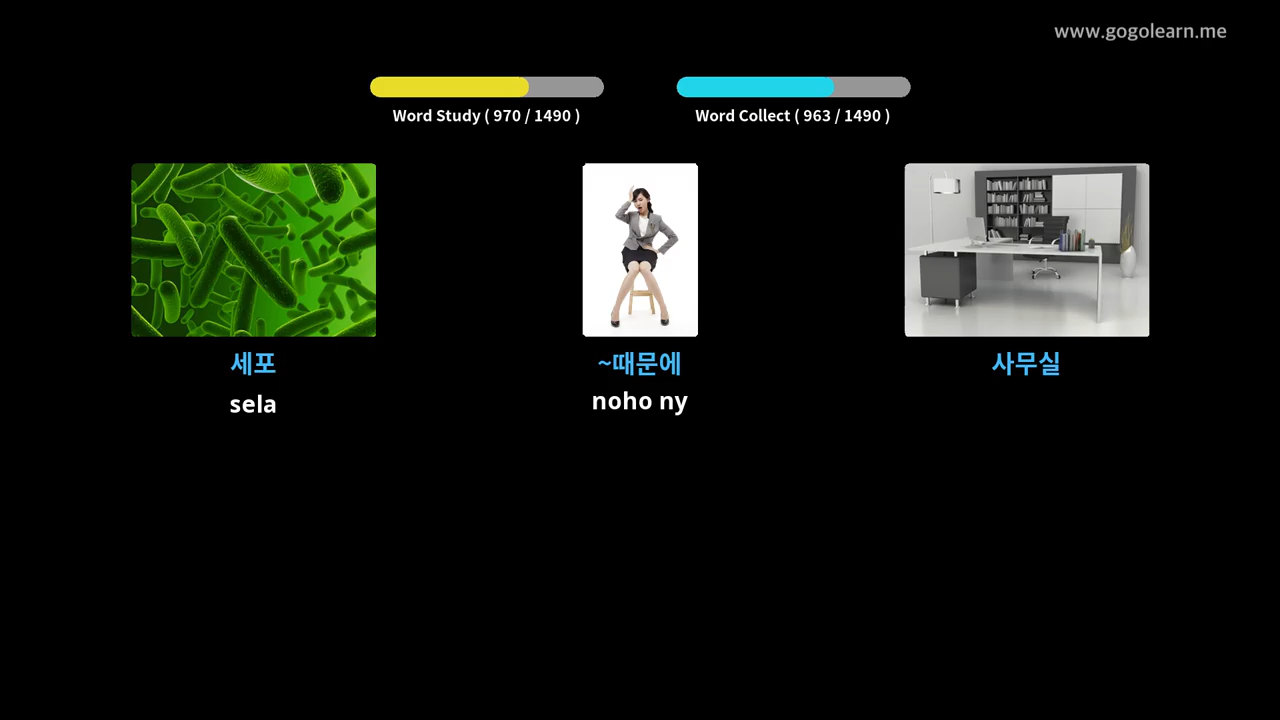 www.gogolearn.me
Word Study ( 970 / 1490 )
Word Collect ( 963 / 1490 )
세포
~때문에
사무실
sela
noho ny